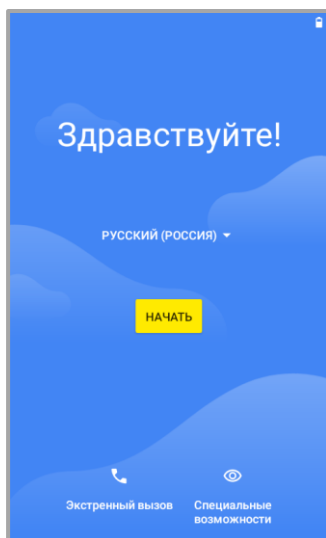 Здравствуйте!
РУССКИЙ (РОССИЯ)
НАЧАТЬ
Экстренный вызов
Специальные
возможности